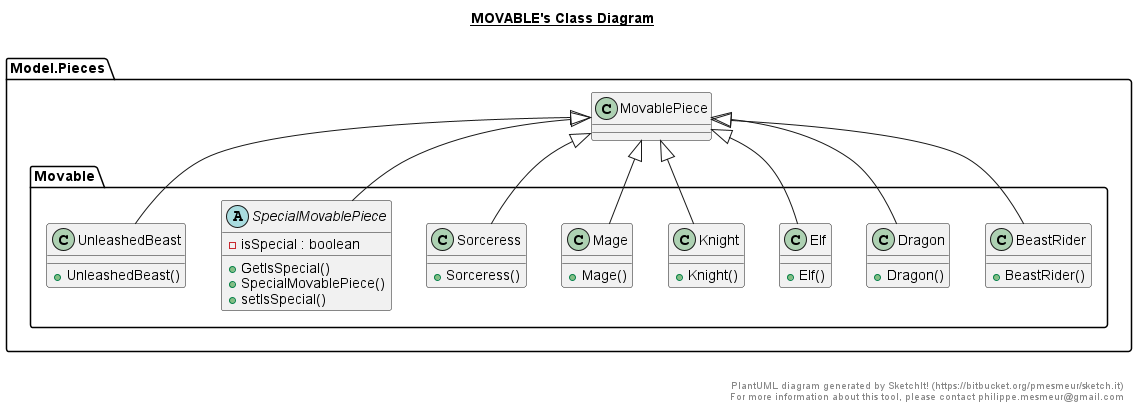 MOVABLE's Class Diagram
Model.Pieces
C MovablePiece
Movable
C UnleashedBeast
UnleashedBeast()
A SpecialMovablePiece
isSpecial : boolean
GetIsSpecial()
SpecialMovablePiece()
setIsSpecial()
C Sorceress
Sorceress()
C Mage
Mage()
C Knight
Knight()
C Elf
Elf()
C Dragon
Dragon()
C BeastRider
BeastRider()
PlantUML diagram generated by SketchIt! (https://bitbucket.org/pmesmeur/sketch.it)
For more information about this tool, please contact philippe.mesmeur@gmail.com